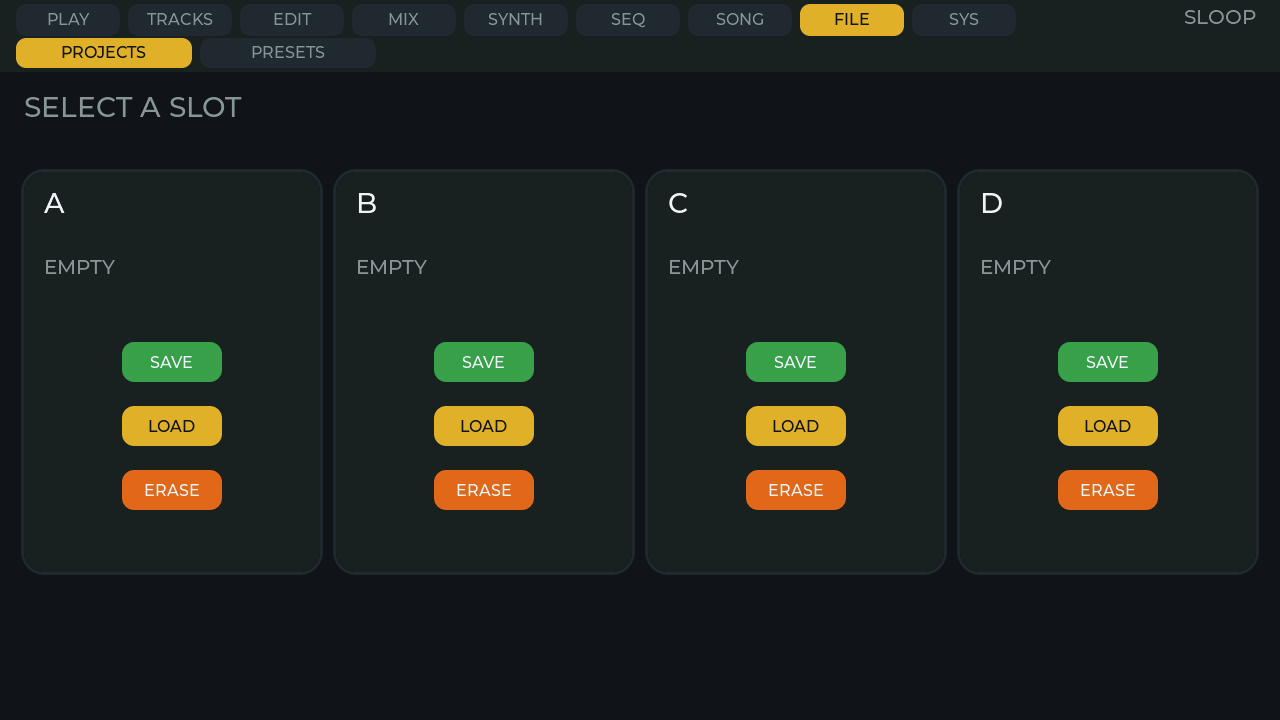 PLAY TRACKS EDIT MIX SYNTH SEQ SONG FILE SYS SLOOP
PROJECTS PRESETS
SELECT A SLOT
A B C D
EMPTY EMPTY EMPTY EMPTY
SAVE SAVE SAVE SAVE
LOAD LOAD LOAD LOAD
ERASE ERASE ERASE ERASE